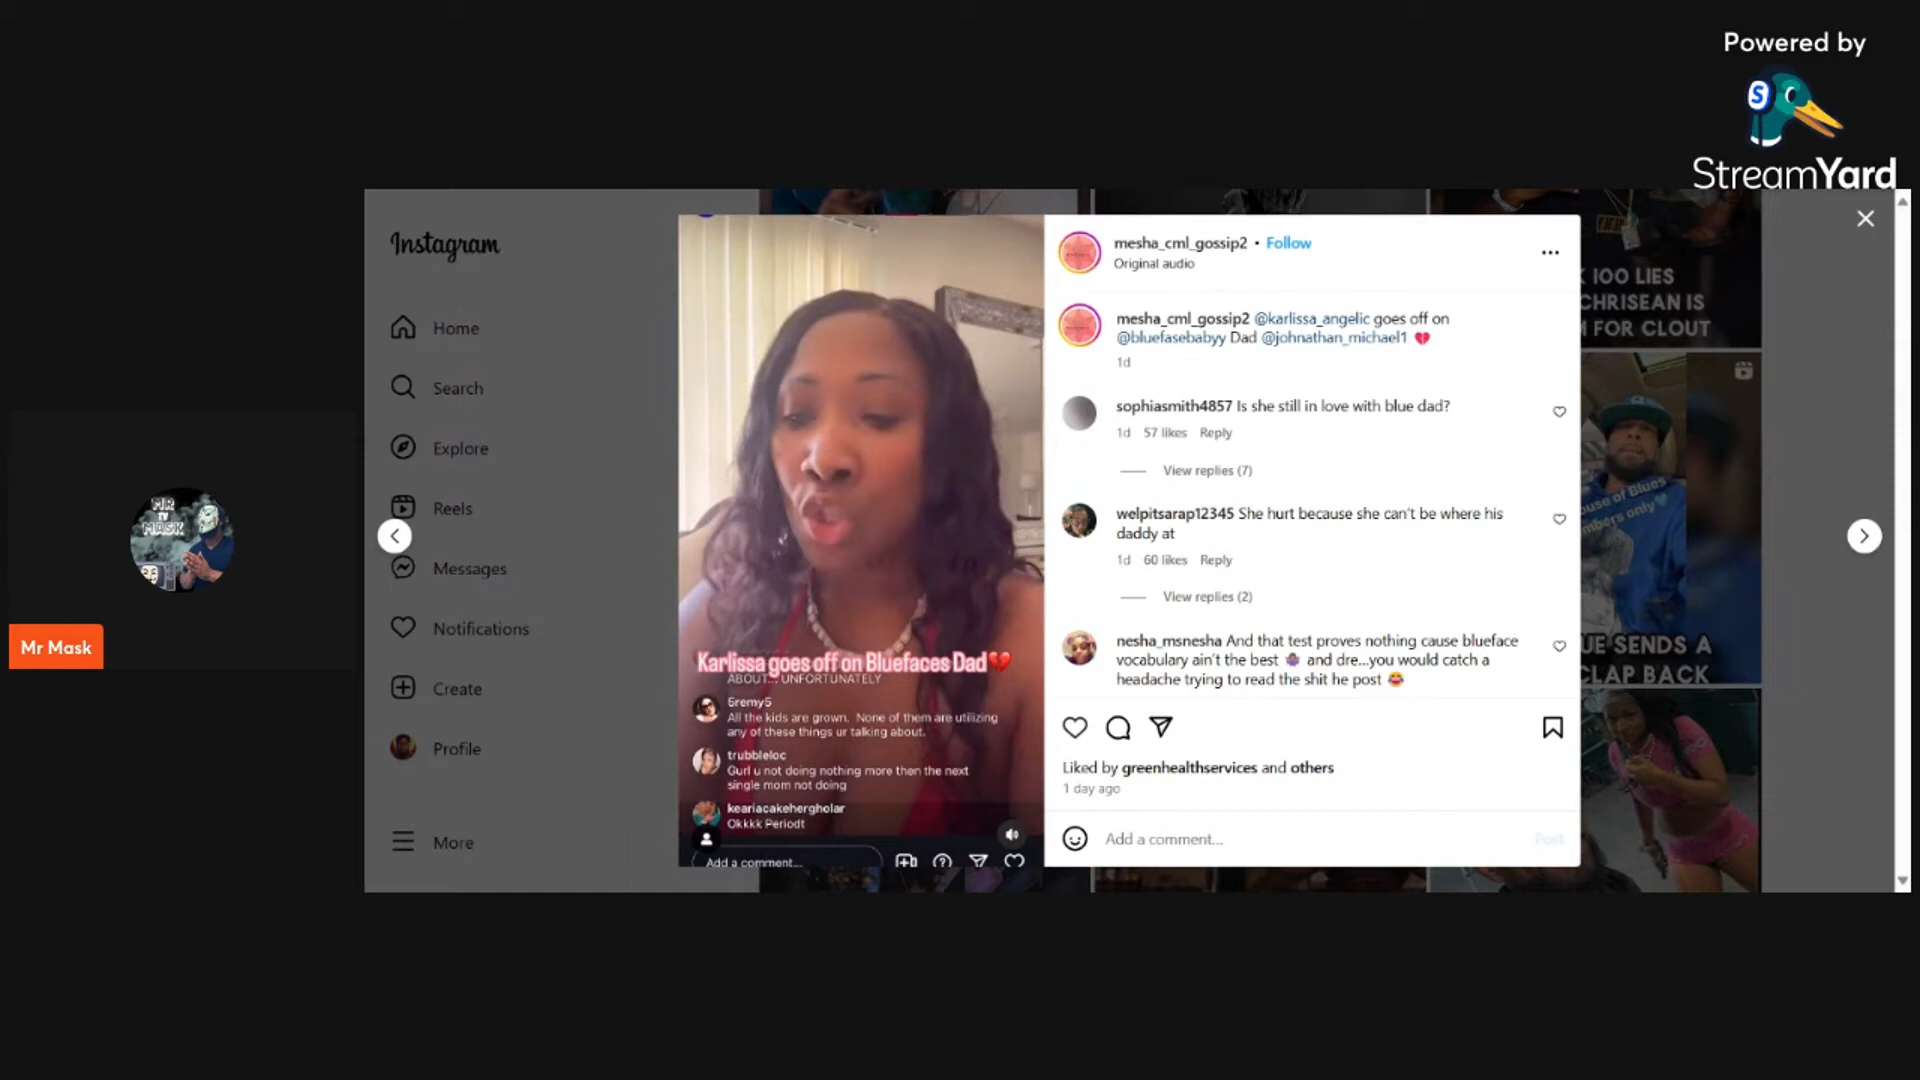 Powered by
StreamYard
Instagram
Home
Search
Explore
Reels
Messages
Notifications
Create
Profile
More
MR
TV
MASK
Mr Mask
Karlissa goes off on Bluefaces Dad💔
ABOUT... UNFORTUNATELY
5remy5
All the kids are grown. None of them are utilizing
any of these things ur talking about.
trubbleloc
Gurl u not doing nothing more then the next
single mom not doing
keariacakehergholar
Okkkk Periodt
Add a comment...
mesha_cml_gossip2 • Follow
Original audio
mesha_cml_gossip2 @karlissa_angelic goes off on
@bluefasebabyy Dad @johnathan_michael1 💔
1d
sophiasmith4857 Is she still in love with blue dad?
1d 57 likes Reply
View replies (7)
welpitsarap12345 She hurt because she can't be where his
daddy at
1d 60 likes Reply
View replies (2)
nesha_msnesha And that test proves nothing cause blueface
vocabulary ain't the best 🤷🏾‍♀️ and dre...you would catch a
headache trying to read the shit he post 😂
Liked by greenhealthservices and others
1 day ago
Add a comment...
Post
100 LIES
CHRISEAN IS
FOR CLOUT
ouse of Blues
mbers only
UE SENDS A
CLAP BACK